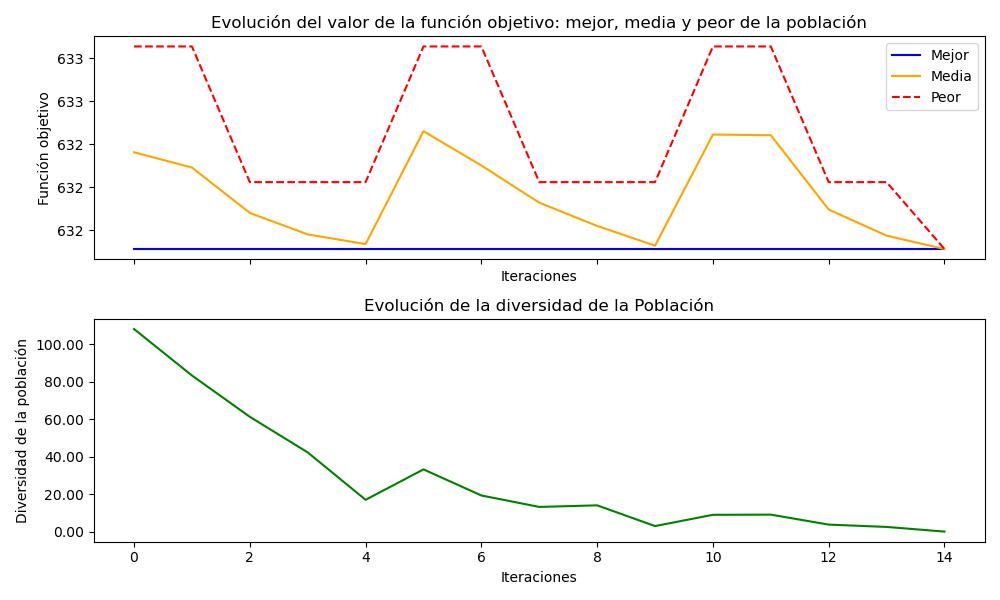 Evolución del valor de la función objetivo: mejor, media y peor de la población
Función objetivo
633
633
632
632
632
Mejor
Media
Peor
Iteraciones
Evolución de la diversidad de la Población
Diversidad de la población
100.00
80.00
60.00
40.00
20.00
0.00
0 2 4 6 8 10 12 14
Iteraciones